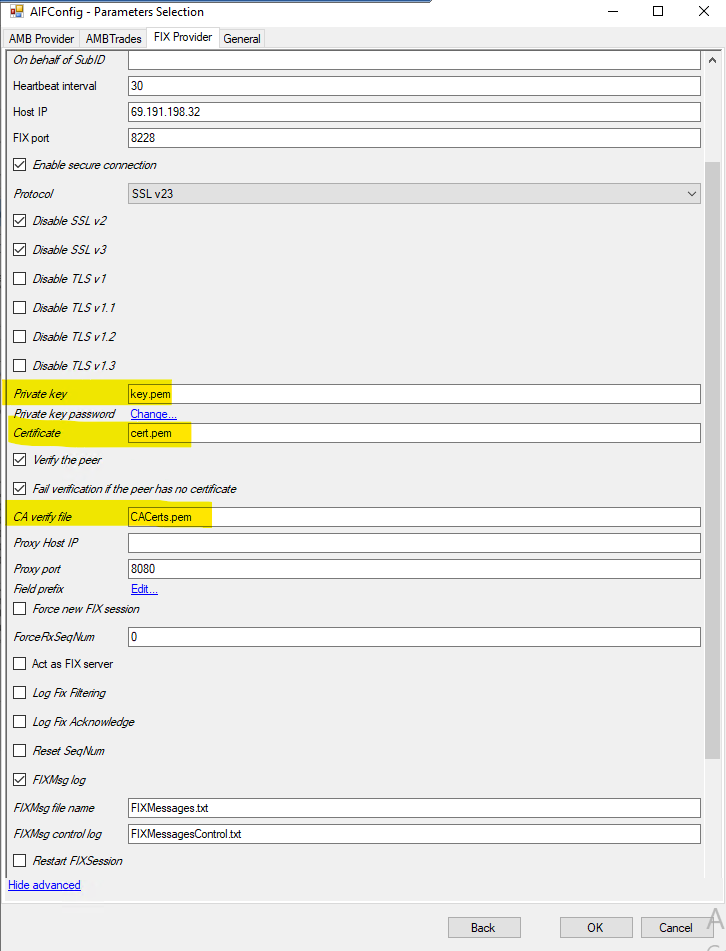 AIFConfig - Parameters Selection
AMB Provider AMBTrades FIX Provider General
On behalf of SubID
Heartbeat interval 30
Host IP 69.191.198.32
FIX port 8228
Enable secure connection
Protocol SSL v23
Disable SSL v2
Disable SSL v3
Disable TLS v1
Disable TLS v1.1
Disable TLS v1.2
Disable TLS v1.3
Private key key.pem
Private key password Change...
Certificate cert.pem
Verify the peer
Fail verification if the peer has no certificate
CA verify file CACerts.pem
Proxy Host IP
Proxy port 8080
Field prefix Edit...
Force new FIX session
ForceRxSeqNum 0
Act as FIX server
Log Fix Filtering
Log Fix Acknowledge
Reset SeqNum
FIXMsg log
FIXMsg file name FIXMessages.txt
FIXMsg control log FIXMessagesControl.txt
Restart FIXSession
Hide advanced
Back OK Cancel